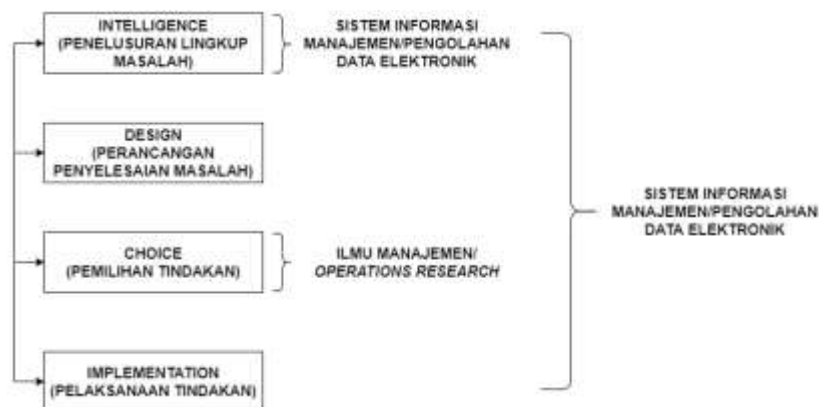 INTELLIGENCE
(PENELUSURAN LINGKUP
MASALAH)
SISTEM INFORMASI
MANAJEMEN/PENGOLAHAN
DATA ELEKTRONIK
DESIGN
(PERANCANGAN
PENYELESAIAN MASALAH)
SISTEM INFORMASI
MANAJEMEN/PENGOLAHAN
DATA ELEKTRONIK
CHOICE
(PEMILIHAN TINDAKAN)
ILMU MANAJEMEN/
OPERATIONS RESEARCH
IMPLEMENTATION
(PELAKSANAAN TINDAKAN)